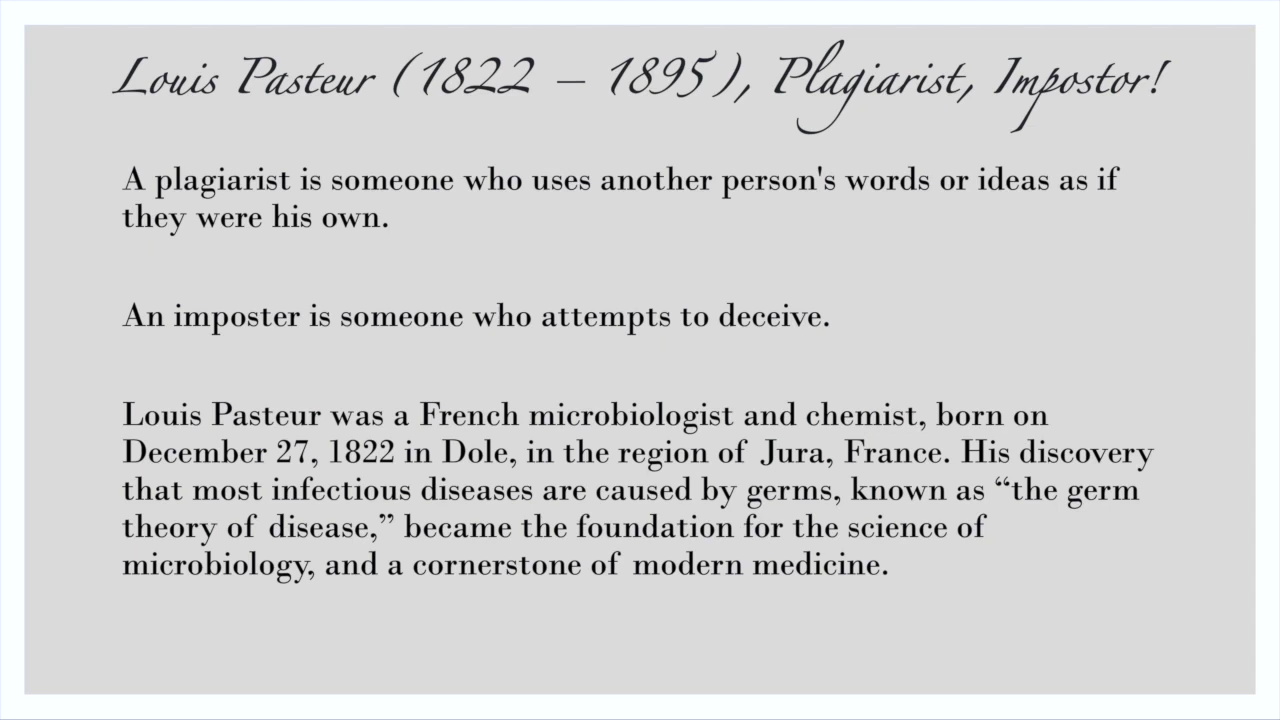 Louis Pasteur (1822 – 1895), Plagiarist, Impostor!
A plagiarist is someone who uses another person's words or ideas as if
they were his own.
An imposter is someone who attempts to deceive.
Louis Pasteur was a French microbiologist and chemist, born on
December 27, 1822 in Dole, in the region of Jura, France. His discovery
that most infectious diseases are caused by germs, known as “the germ
theory of disease,” became the foundation for the science of
microbiology, and a cornerstone of modern medicine.